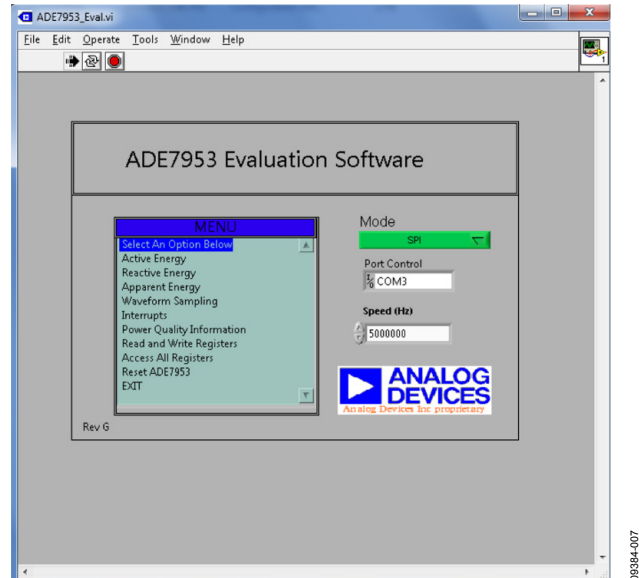 ADE7953_Eval.vi
File Edit Operate Tools Window Help
1
ADE7953 Evaluation Software
MENU
Select An Option Below
Active Energy
Reactive Energy
Apparent Energy
Waveform Sampling
Interrupts
Power Quality Information
Read and Write Registers
Access All Registers
Reset ADE7953
EXIT
Mode
SPI
Port Control
COM3
Speed (Hz)
5000000
ANALOG
DEVICES
Analog Devices Inc proprietary
Rev G
09384-007